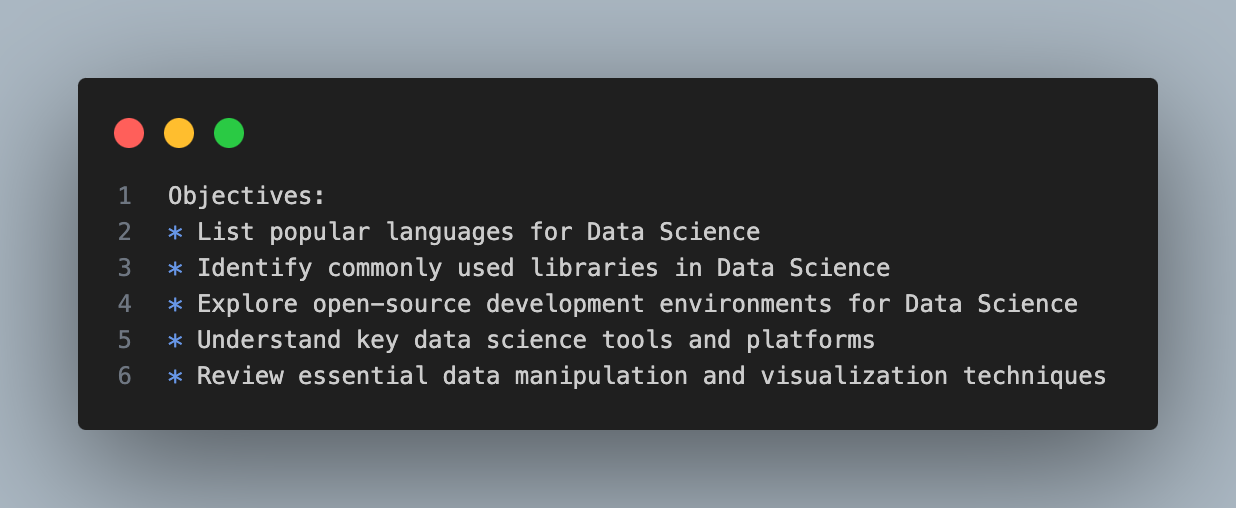 1 Objectives:
2 * List popular languages for Data Science
3 * Identify commonly used libraries in Data Science
4 * Explore open-source development environments for Data Science
5 * Understand key data science tools and platforms
6 * Review essential data manipulation and visualization techniques